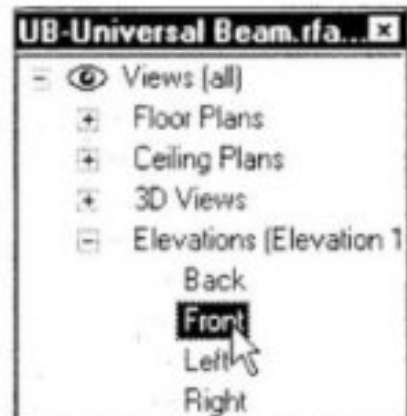 UB-Universal Beam.rfa...
Views (all)
Floor Plans
Ceiling Plans
3D Views
Elevations (Elevation 1
Back
Front
Left
Right